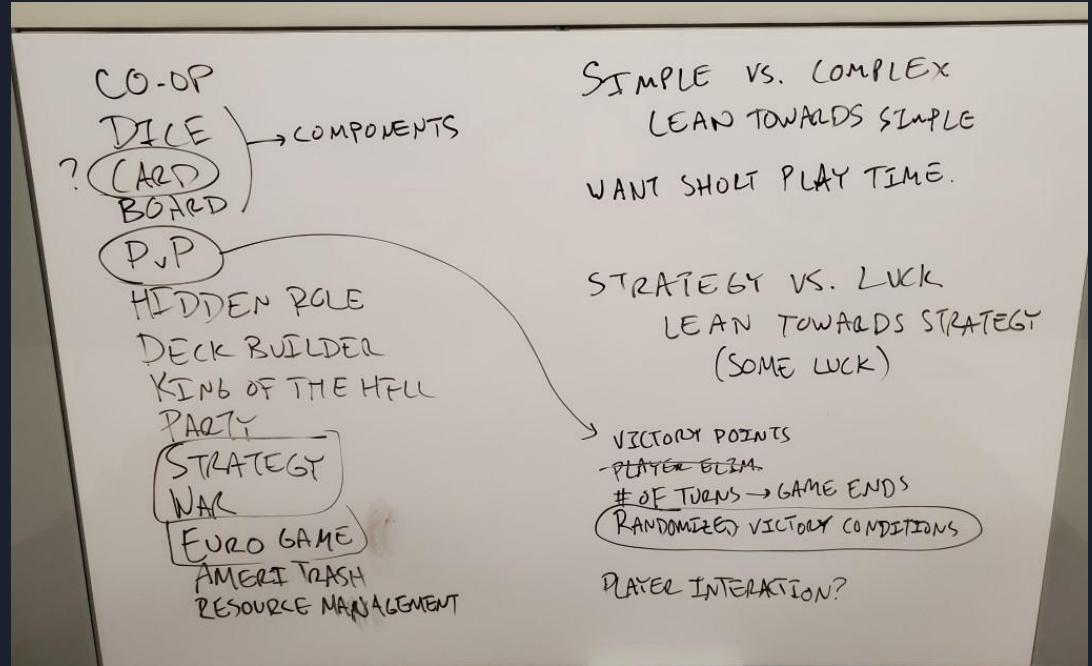 CO-OP
DICE
→ COMPONENTS
? CARD
BOARD
PvP
HIDDEN ROLE
DECK BUILDER
KING OF THE HILL
PARTY
STRATEGY
WAR
EURO GAME
AMERI TRASH
RESOURCE MANAGEMENT
SIMPLE VS. COMPLEX
LEAN TOWARDS SIMPLE
WANT SHORT PLAY TIME.
STRATEGY VS. LUCK
LEAN TOWARDS STRATEGY
(SOME LUCK)
VICTORY POINTS
PLAYER ELIM.
# OF TURNS → GAME ENDS
RANDOMIZED VICTORY CONDITIONS
PLAYER INTERACTION?